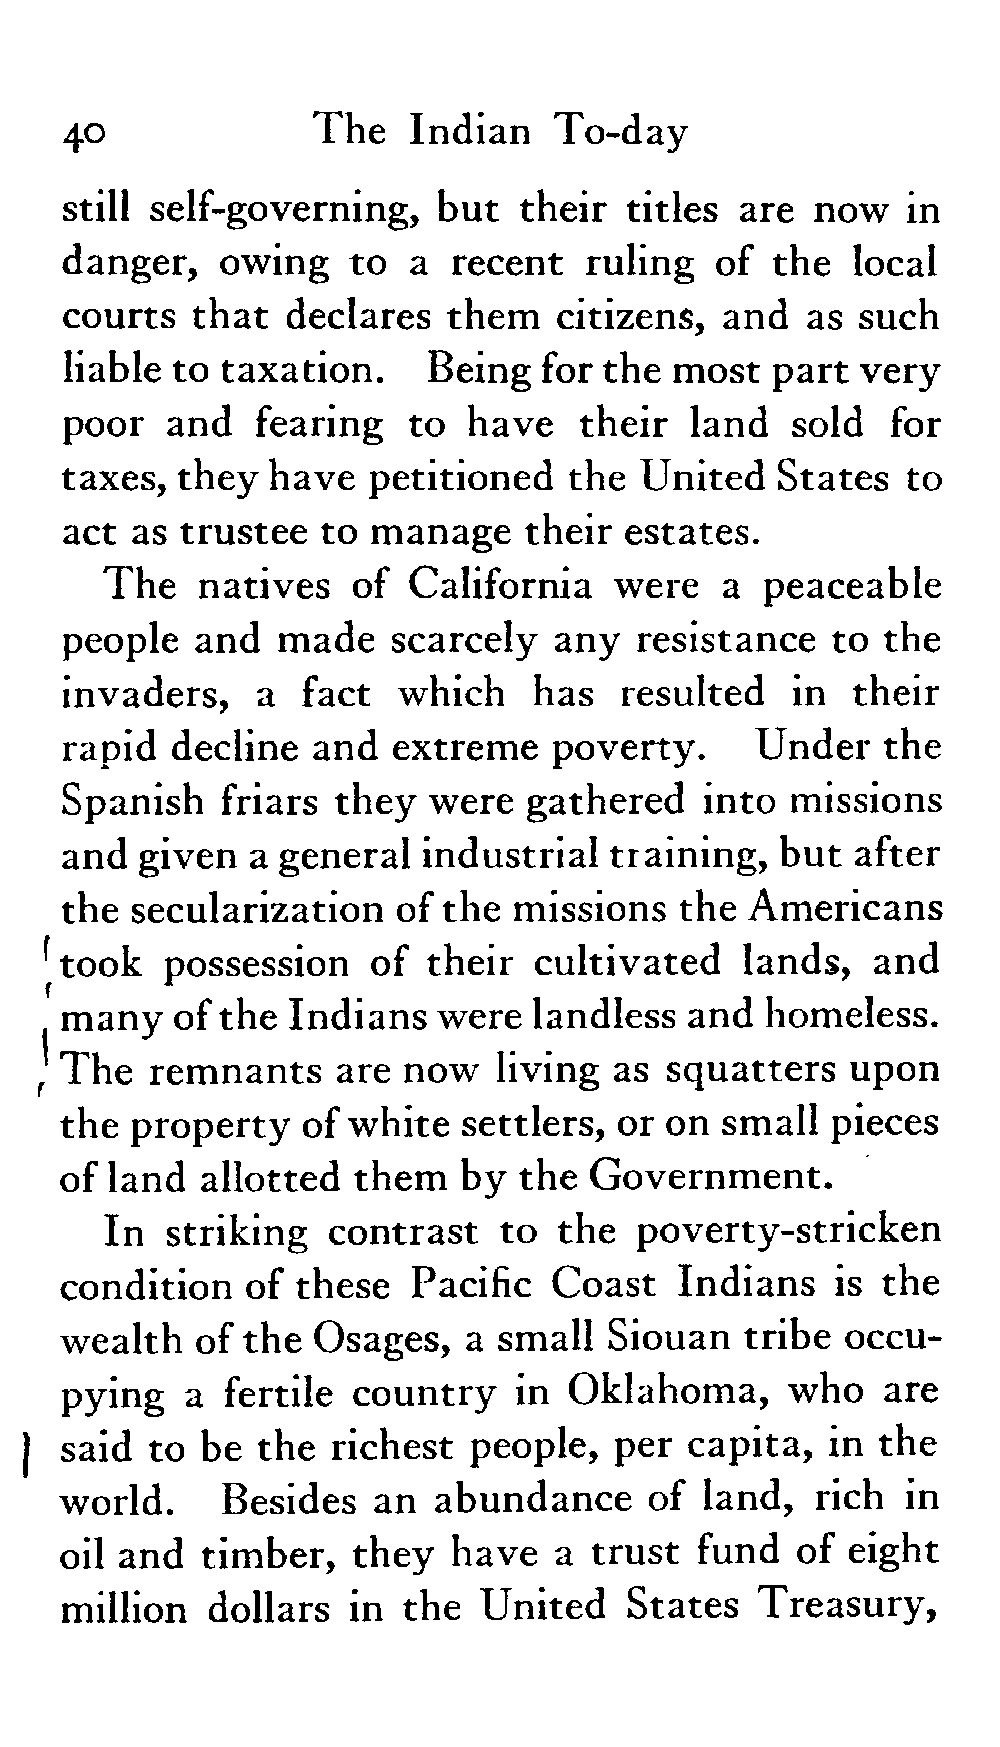 40 The Indian To-day
still self-governing, but their titles are now in
danger, owing to a recent ruling of the local
courts that declares them citizens, and as such
liable to taxation. Being for the most part very
poor and fearing to have their land sold for
taxes, they have petitioned the United States to
act as trustee to manage their estates.
The natives of California were a peaceable
people and made scarcely any resistance to the
invaders, a fact which has resulted in their
rapid decline and extreme poverty. Under the
Spanish friars they were gathered into missions
and given a general industrial training, but after
the secularization of the missions the Americans
took possession of their cultivated lands, and
many of the Indians were landless and homeless.
The remnants are now living as squatters upon
the property of white settlers, or on small pieces
of land allotted them by the Government.
In striking contrast to the poverty-stricken
condition of these Pacific Coast Indians is the
wealth of the Osages, a small Siouan tribe occu-
pying a fertile country in Oklahoma, who are
said to be the richest people, per capita, in the
world. Besides an abundance of land, rich in
oil and timber, they have a trust fund of eight
million dollars in the United States Treasury,